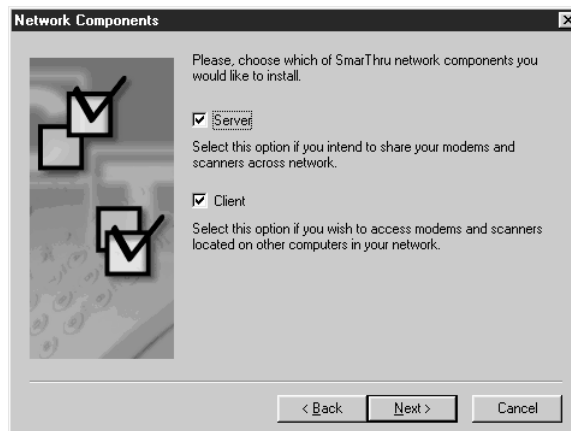 Network Components
Please, choose which of SmarThru network components you
would like to install.
Server
Select this option if you intend to share your modems and
scanners across network.
Client
Select this option if you wish to access modems and scanners
located on other computers in your network.
< Back
Next >
Cancel